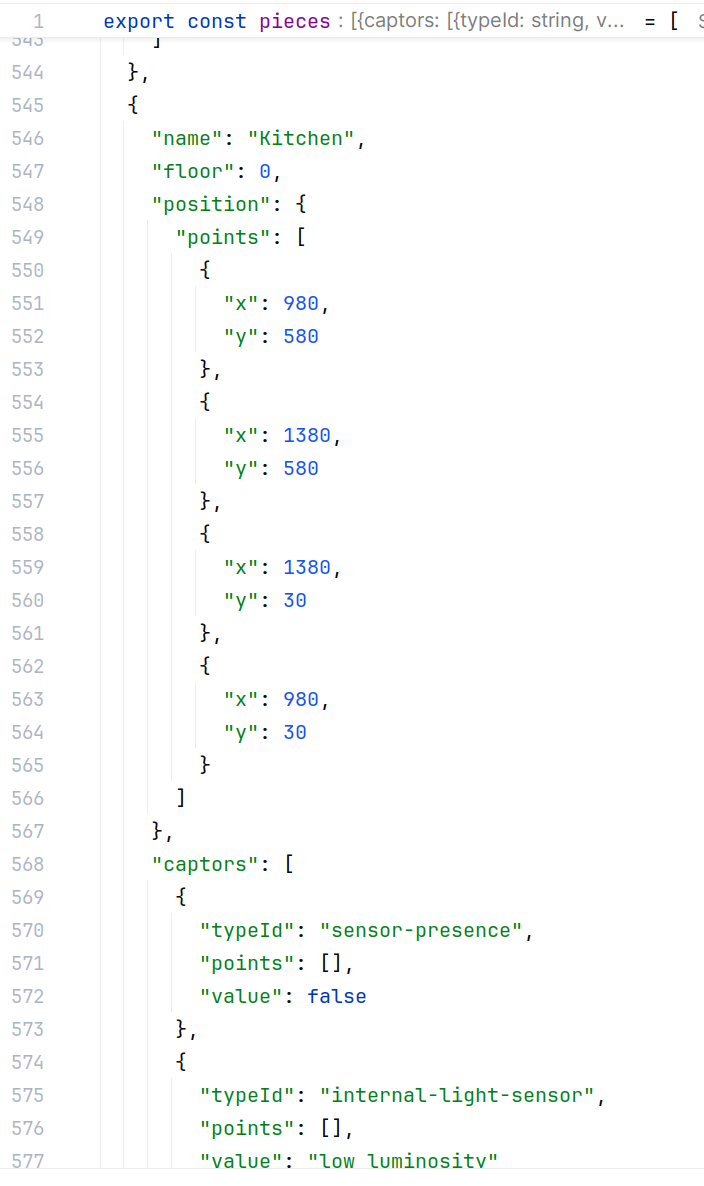 1 export const pieces : [{captors: [{typeId: string, v... = [ S
543 ]
544 },
545 {
546 "name": "Kitchen",
547 "floor": 0,
548 "position": {
549 "points": [
550 {
551 "x": 980,
552 "y": 580
553 },
554 {
555 "x": 1380,
556 "y": 580
557 },
558 {
559 "x": 1380,
560 "y": 30
561 },
562 {
563 "x": 980,
564 "y": 30
565 }
566 ]
567 },
568 "captors": [
569 {
570 "typeId": "sensor-presence",
571 "points": [],
572 "value": false
573 },
574 {
575 "typeId": "internal-light-sensor",
576 "points": [],
577 "value": "low luminosity"